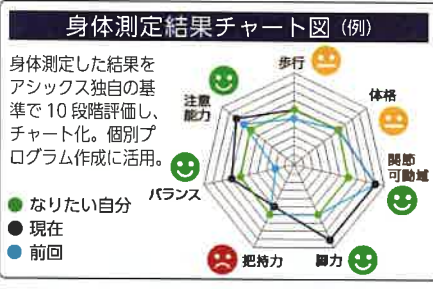 身体測定結果チャート図（例）
身体測定した結果を
アシックス独自の基
準で10段階評価し、
チャート化。個別プ
ログラム作成に活用。
なりたい自分
現在
前回
歩行
体格
関節
可動域
脚力
把持力
バランス
注意
能力